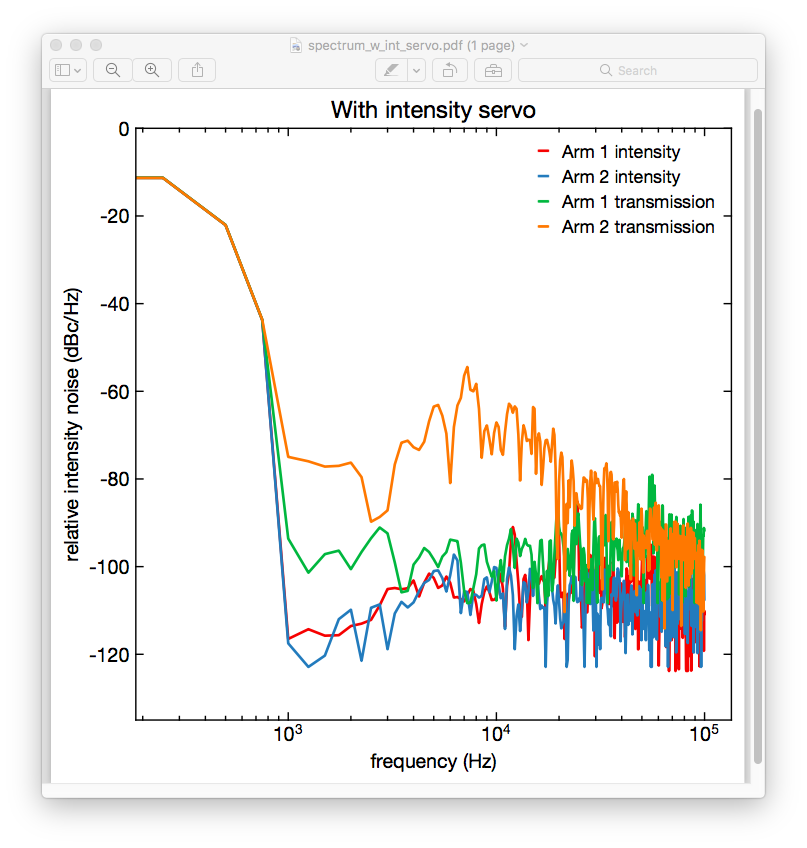 spectrum_w_int_servo.pdf (1 page)
Search
With intensity servo
Arm 1 intensity
Arm 2 intensity
Arm 1 transmission
Arm 2 transmission
0
-20
-40
-60
-80
-100
-120
relative intensity noise (dBc/Hz)
10³ 10⁴ 10⁵
frequency (Hz)